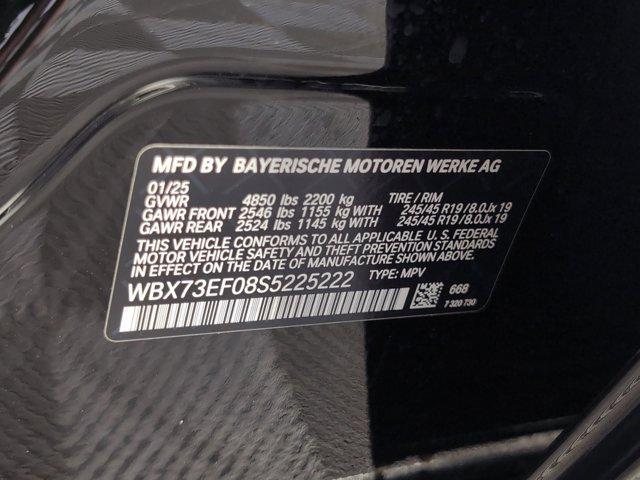 MFD BY BAYERISCHE MOTOREN WERKE AG
01/25
GVWR 4850 lbs 2200 kg TIRE / RIM
GAWR FRONT 2546 lbs 1155 kg WITH 245/45 R19 / 8.0Jx 19
GAWR REAR 2524 lbs 1145 kg WITH 245/45 R19 / 8.0Jx 19
THIS VEHICLE CONFORMS TO ALL APPLICABLE U.S. FEDERAL
MOTOR VEHICLE SAFETY AND THEFT PREVENTION STANDARDS
IN EFFECT ON THE DATE OF MANUFACTURE SHOWN ABOVE.
WBX73EF08S5225222 TYPE: MPV
668
7 320 730